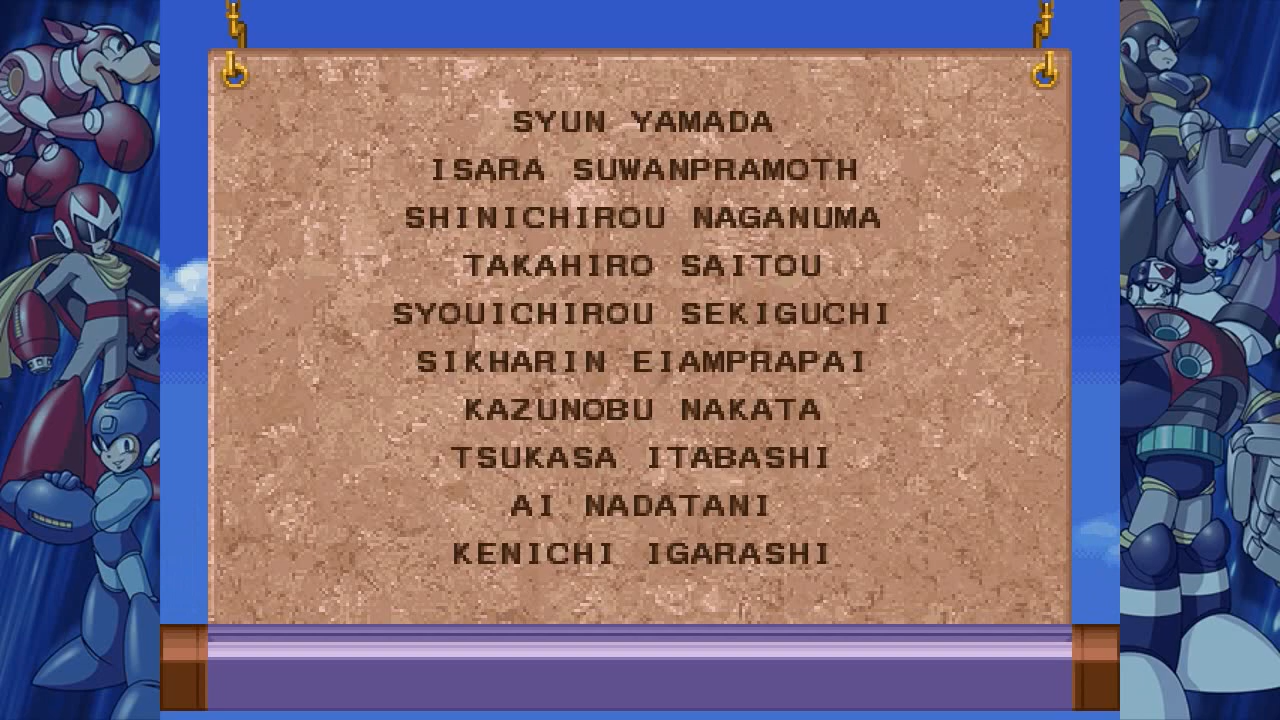 SYUN YAMADA
ISARA SUWANPRAMOTH
SHINICHIROU NAGANUMA
TAKAHIRO SAITOU
SYOUICHIROU SEKIGUCHI
SIKHARIN EIAMPRAPAI
KAZUNOBU NAKATA
TSUKASA ITABASHI
AI NADATANI
KENICHI IGARASHI